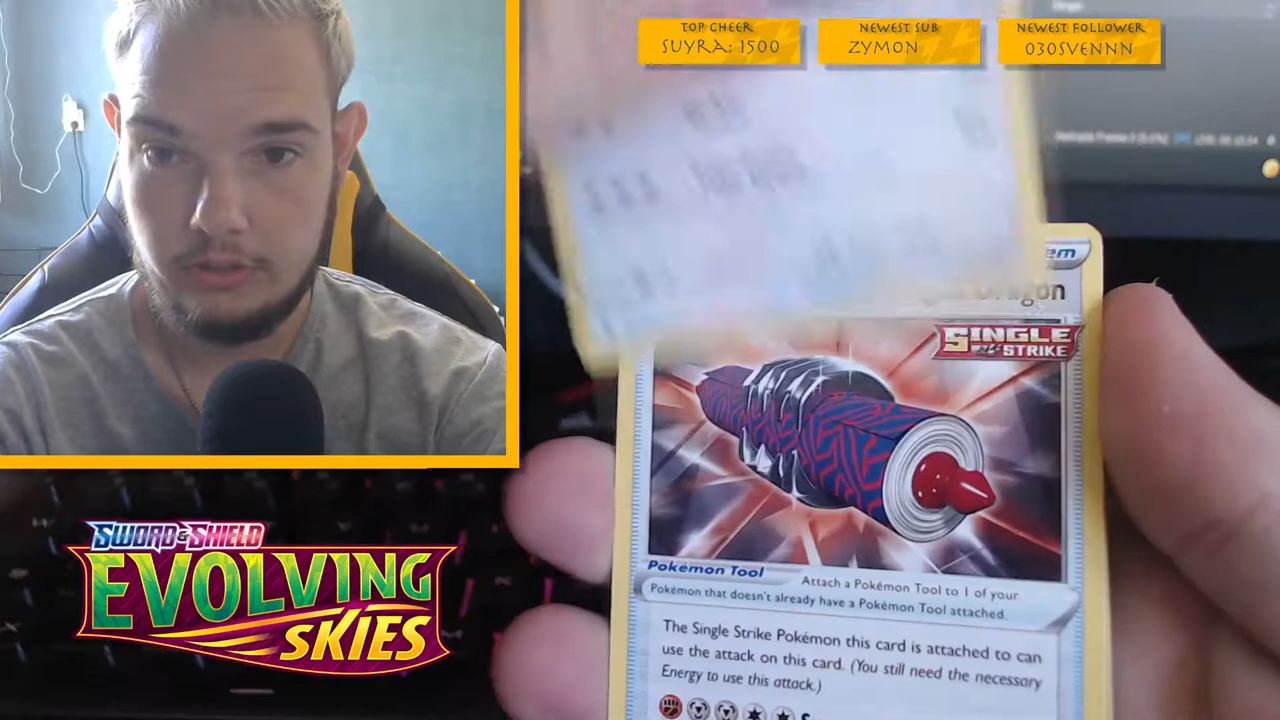 TOP CHEER
SUYRA: 1500
NEWEST SUB
ZYMON
NEWEST FOLLOWER
030SVENNN
Dragon
SINGLE
STRIKE
Pokémon Tool
Attach a Pokémon Tool to 1 of your
Pokémon that doesn't already have a Pokémon Tool attached.
The Single Strike Pokémon this card is attached to can
use the attack on this card. (You still need the necessary
Energy to use this attack.)
SWORD & SHIELD
EVOLVING
SKIES